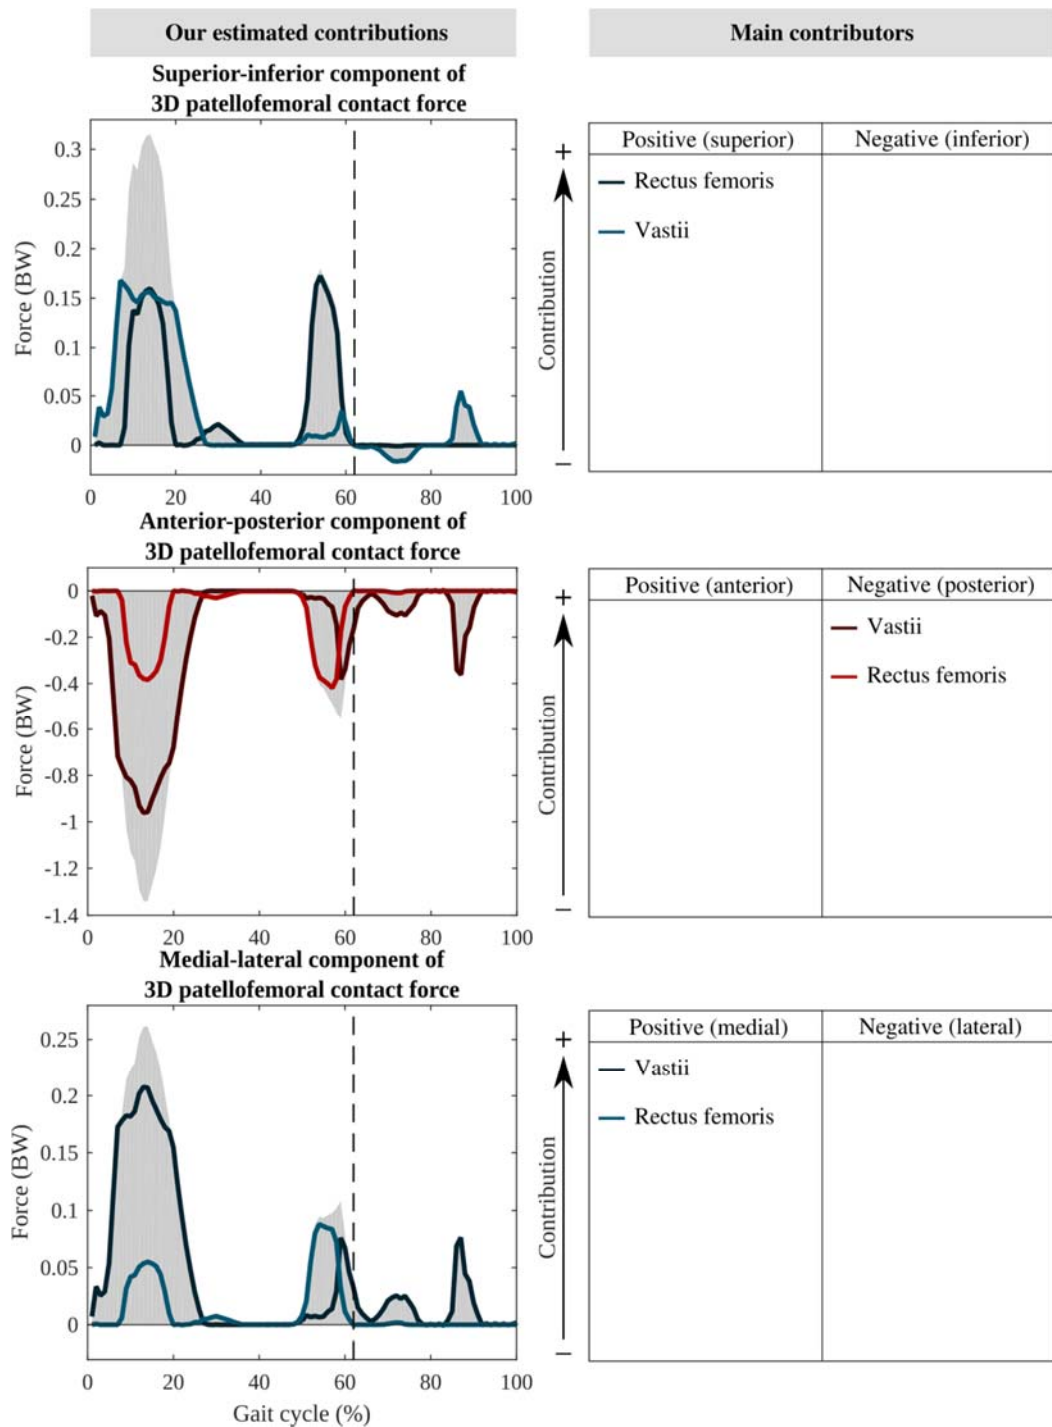 Our estimated contributions
Main contributors
Superior-inferior component of
3D patellofemoral contact force
0.3
0.25
0.2
0.15
0.1
0.05
0
Force (BW)
0 20 40 60 80 100
+
Contribution
−
Positive (superior) Negative (inferior)
Rectus femoris
Vastii
Anterior-posterior component of
3D patellofemoral contact force
0
-0.2
-0.4
-0.6
-0.8
-1
-1.2
-1.4
Force (BW)
0 20 40 60 80 100
+
Contribution
−
Positive (anterior) Negative (posterior)
Vastii
Rectus femoris
Medial-lateral component of
3D patellofemoral contact force
0.25
0.2
0.15
0.1
0.05
0
Force (BW)
0 20 40 60 80 100
Gait cycle (%)
+
Contribution
−
Positive (medial) Negative (lateral)
Vastii
Rectus femoris